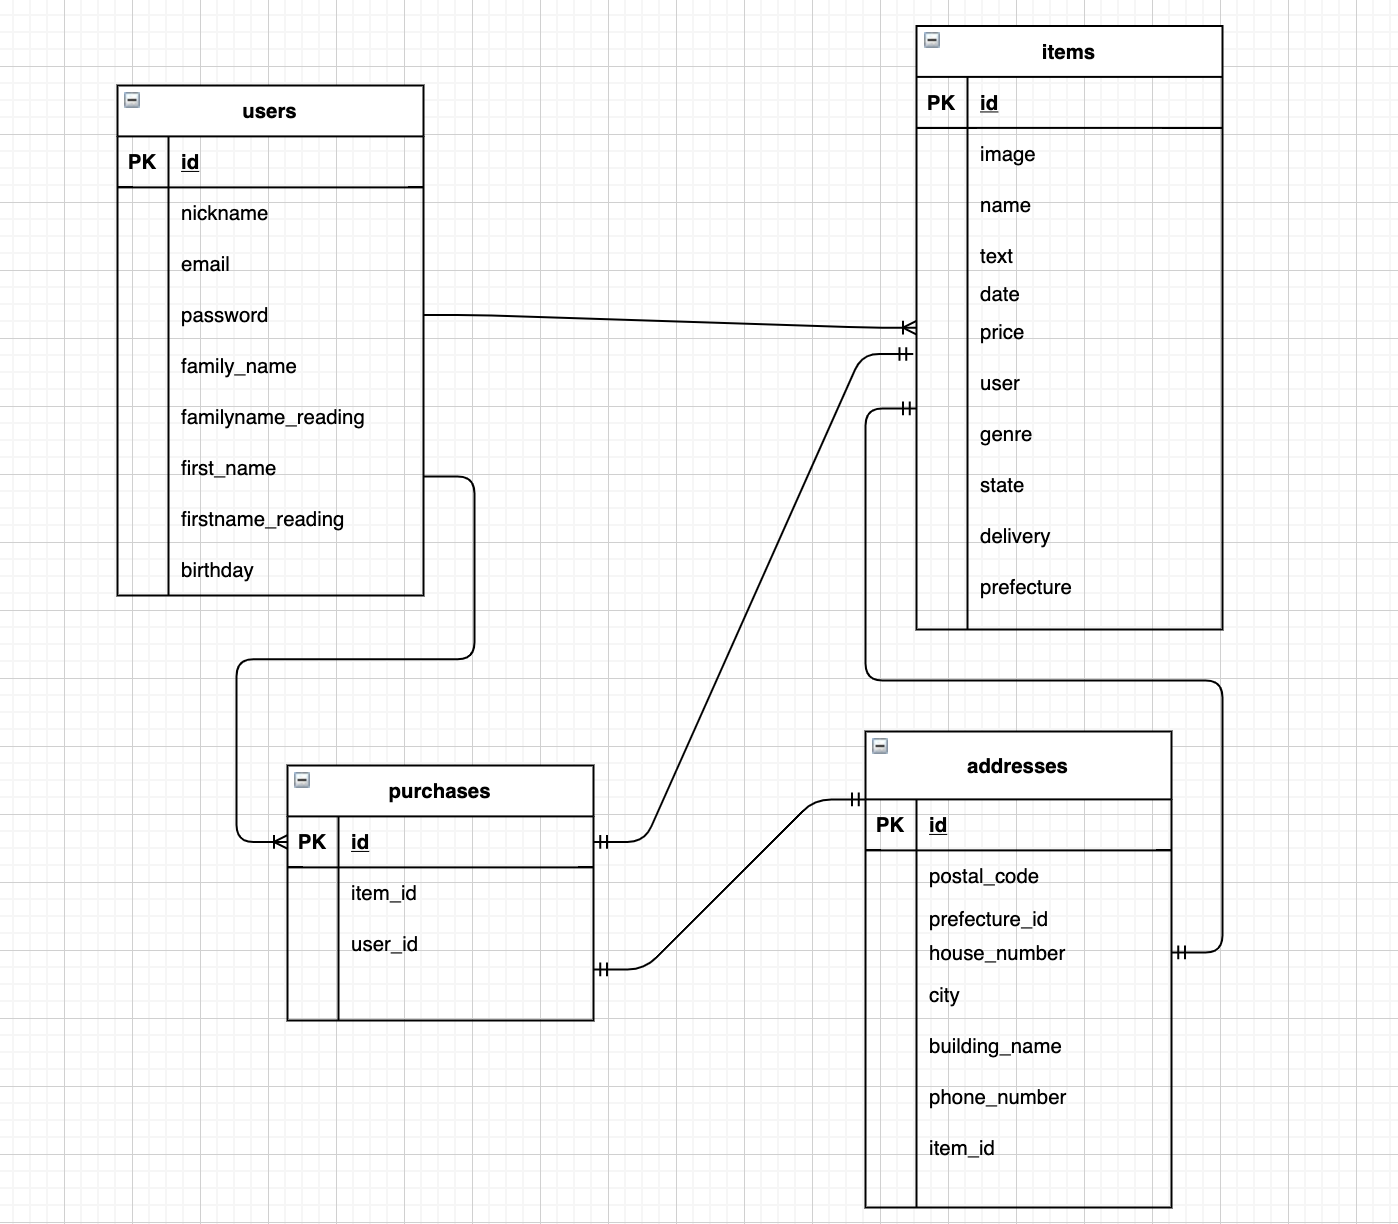 users
PK id
nickname
email
password
family_name
familyname_reading
first_name
firstname_reading
birthday
items
PK id
image
name
text
date
price
user
genre
state
delivery
prefecture
purchases
PK id
item_id
user_id
addresses
PK id
postal_code
prefecture_id
house_number
city
building_name
phone_number
item_id